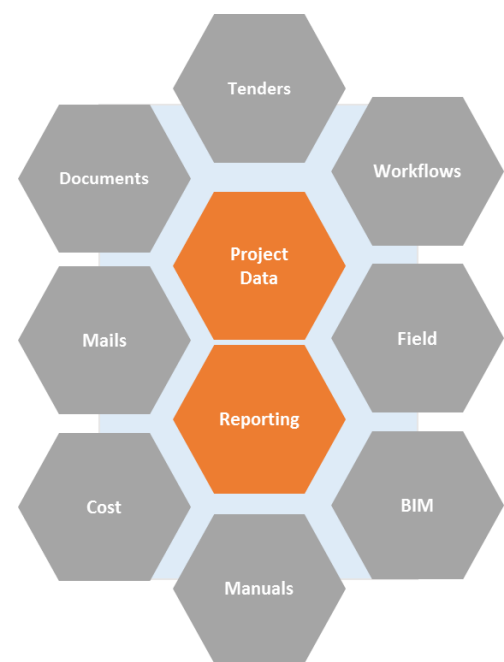 Tenders
Documents
Workflows
Project
Data
Mails
Field
Reporting
Cost
BIM
Manuals